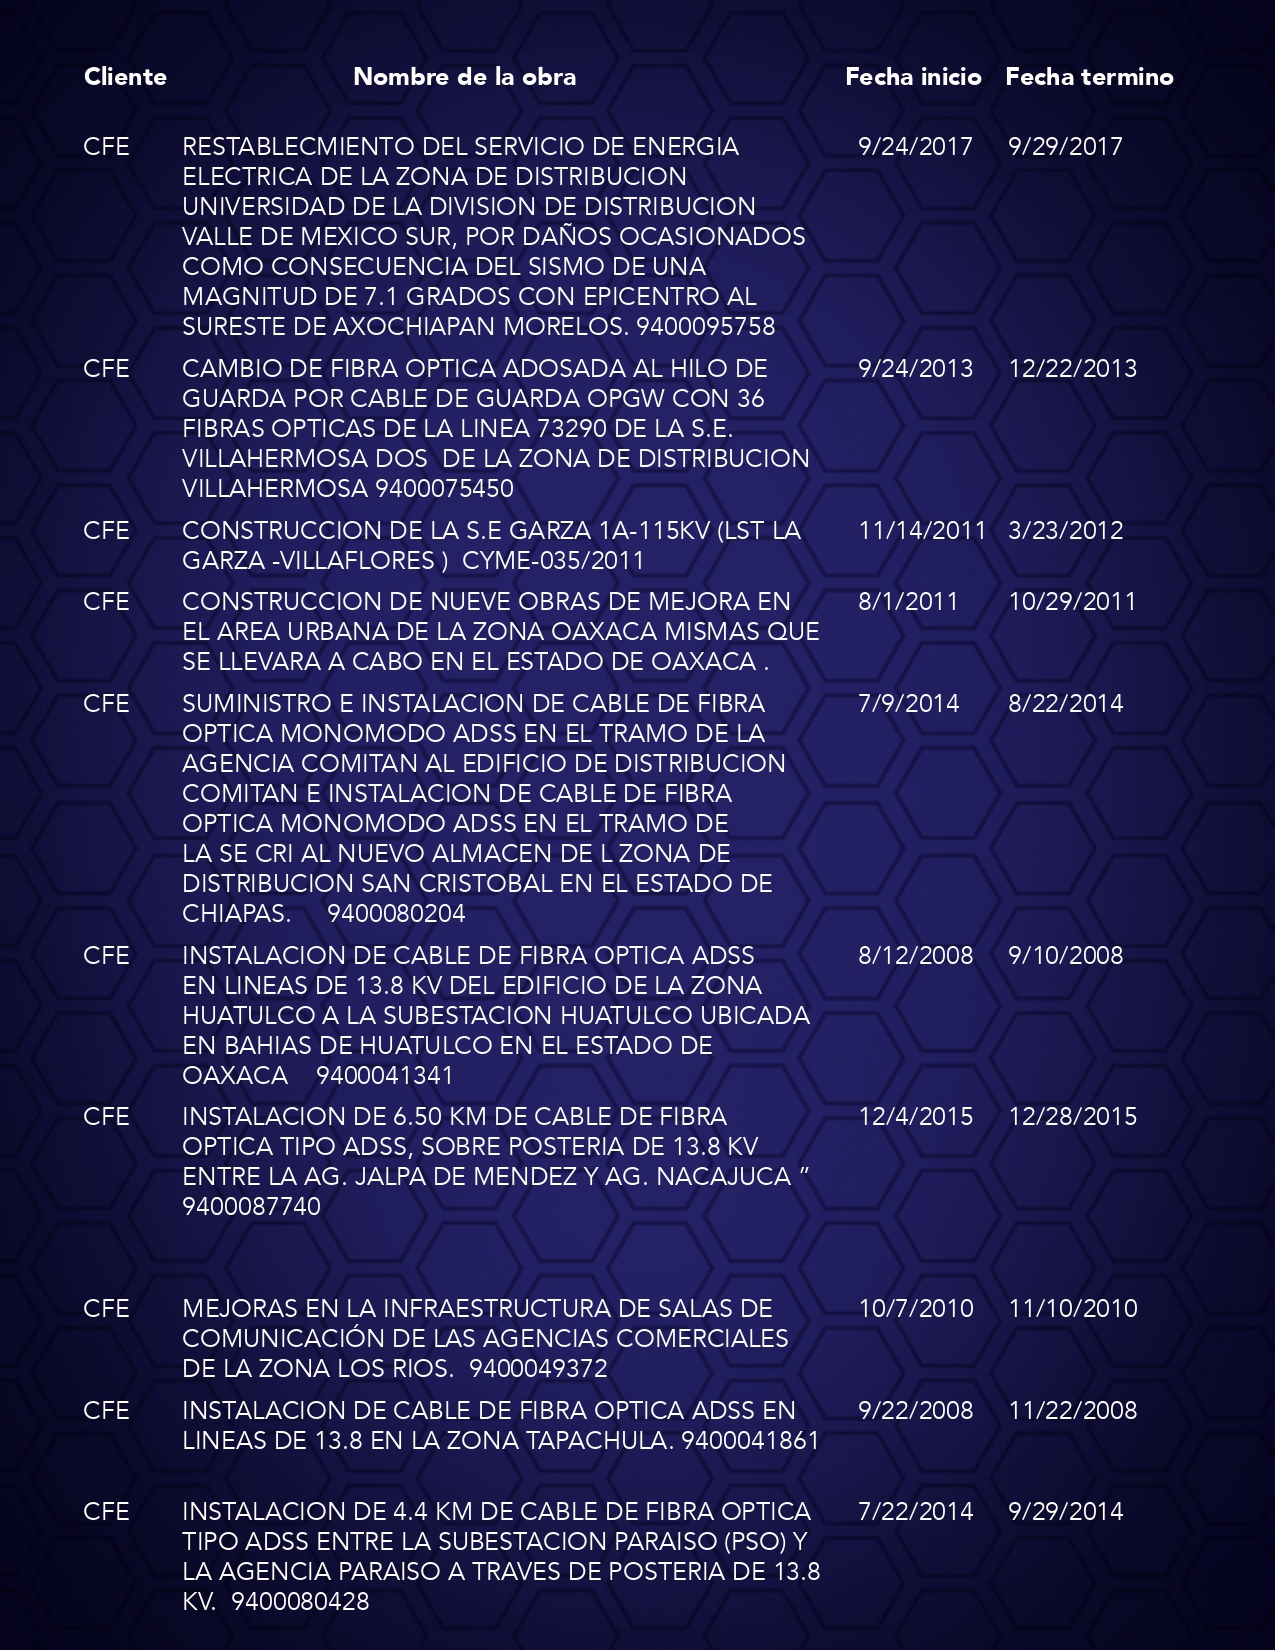 Cliente Nombre de la obra Fecha inicio Fecha termino
CFE RESTABLECMIENTO DEL SERVICIO DE ENERGIA 9/24/2017 9/29/2017
ELECTRICA DE LA ZONA DE DISTRIBUCION
UNIVERSIDAD DE LA DIVISION DE DISTRIBUCION
VALLE DE MEXICO SUR, POR DAÑOS OCASIONADOS
COMO CONSECUENCIA DEL SISMO DE UNA
MAGNITUD DE 7.1 GRADOS CON EPICENTRO AL
SURESTE DE AXOCHIAPAN MORELOS. 9400095758
CFE CAMBIO DE FIBRA OPTICA ADOSADA AL HILO DE 9/24/2013 12/22/2013
GUARDA POR CABLE DE GUARDA OPGW CON 36
FIBRAS OPTICAS DE LA LINEA 73290 DE LA S.E.
VILLAHERMOSA DOS DE LA ZONA DE DISTRIBUCION
VILLAHERMOSA 9400075450
CFE CONSTRUCCION DE LA S.E GARZA 1A-115KV (LST LA 11/14/2011 3/23/2012
GARZA -VILLAFLORES ) CYME-035/2011
CFE CONSTRUCCION DE NUEVE OBRAS DE MEJORA EN 8/1/2011 10/29/2011
EL AREA URBANA DE LA ZONA OAXACA MISMAS QUE
SE LLEVARA A CABO EN EL ESTADO DE OAXACA .
CFE SUMINISTRO E INSTALACION DE CABLE DE FIBRA 7/9/2014 8/22/2014
OPTICA MONOMODO ADSS EN EL TRAMO DE LA
AGENCIA COMITAN AL EDIFICIO DE DISTRIBUCION
COMITAN E INSTALACION DE CABLE DE FIBRA
OPTICA MONOMODO ADSS EN EL TRAMO DE
LA SE CRI AL NUEVO ALMACEN DE L ZONA DE
DISTRIBUCION SAN CRISTOBAL EN EL ESTADO DE
CHIAPAS. 9400080204
CFE INSTALACION DE CABLE DE FIBRA OPTICA ADSS 8/12/2008 9/10/2008
EN LINEAS DE 13.8 KV DEL EDIFICIO DE LA ZONA
HUATULCO A LA SUBESTACION HUATULCO UBICADA
EN BAHIAS DE HUATULCO EN EL ESTADO DE
OAXACA 9400041341
CFE INSTALACION DE 6.50 KM DE CABLE DE FIBRA 12/4/2015 12/28/2015
OPTICA TIPO ADSS, SOBRE POSTERIA DE 13.8 KV
ENTRE LA AG. JALPA DE MENDEZ Y AG. NACAJUCA ”
9400087740
CFE MEJORAS EN LA INFRAESTRUCTURA DE SALAS DE 10/7/2010 11/10/2010
COMUNICACIÓN DE LAS AGENCIAS COMERCIALES
DE LA ZONA LOS RIOS. 9400049372
CFE INSTALACION DE CABLE DE FIBRA OPTICA ADSS EN 9/22/2008 11/22/2008
LINEAS DE 13.8 EN LA ZONA TAPACHULA. 9400041861
CFE INSTALACION DE 4.4 KM DE CABLE DE FIBRA OPTICA 7/22/2014 9/29/2014
TIPO ADSS ENTRE LA SUBESTACION PARAISO (PSO) Y
LA AGENCIA PARAISO A TRAVES DE POSTERIA DE 13.8
KV. 9400080428